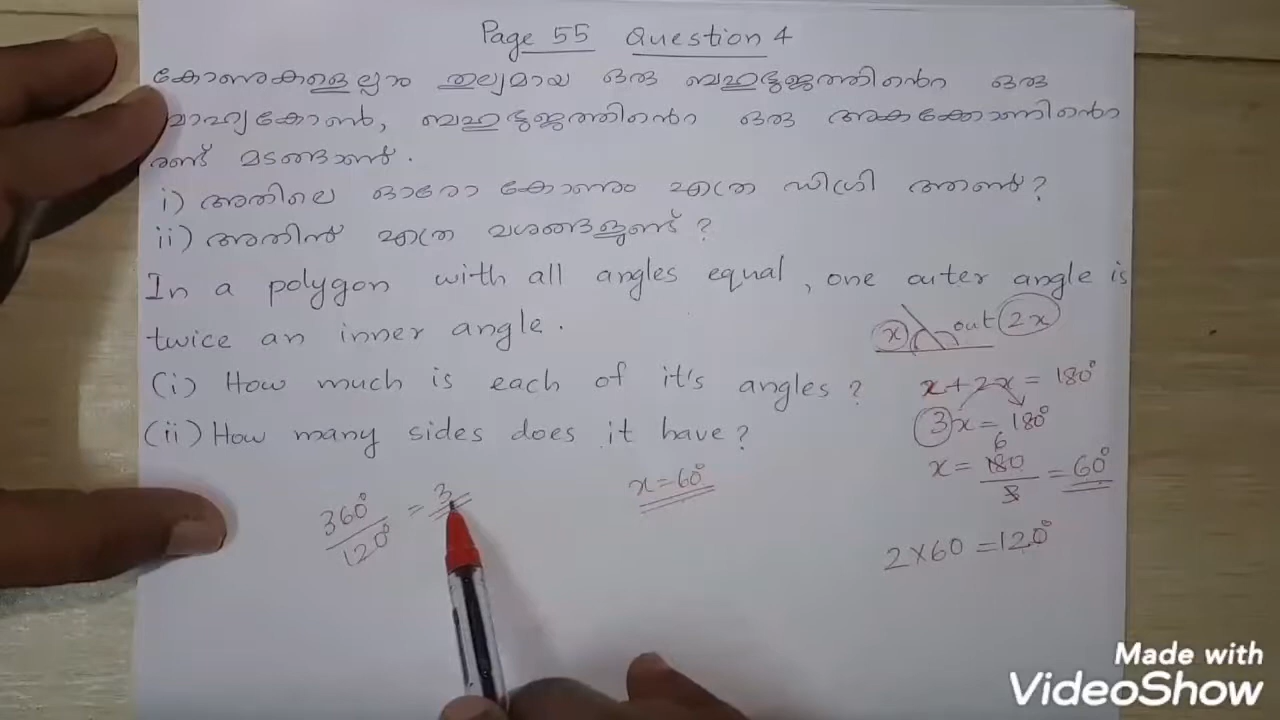 Page 55 Question 4
കോണുകളെല്ലാം തുല്യമായ ഒരു ബഹുഭുജത്തിന്റെ ഒരു
ബാഹ്യകോൺ, ബഹുഭുജത്തിന്റെ ഒരു അകക്കോണിന്റെ
രണ്ട് മടങ്ങാണ്.
i) അതിലെ ഓരോ കോണും എത്ര ഡിഗ്രി ആണ്?
ii) അതിന് എത്ര വശങ്ങളുണ്ട്?
In a polygon with all angles equal, one outer angle is
twice an inner angle.
(i) How much is each of it's angles?
(ii) How many sides does it have?
x out 2x
x+2x = 180°
3x = 180°
6
x = 180/3 = 60°
2×60 = 120°
x=60°
360°/120° = 3
Made with
VideoShow